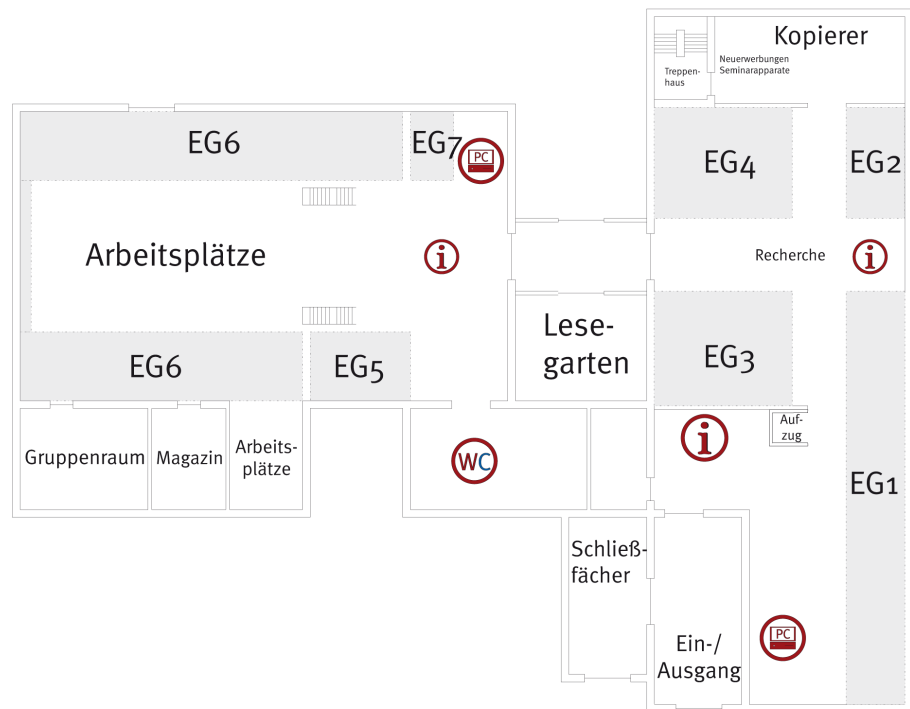 Kopierer
Neuerwerbungen
Seminarapparate
Treppen-
haus
EG6
EG7
PC
EG4
EG2
Arbeitsplätze
i
Recherche
i
Lese-
garten
EG6
EG5
EG3
Auf-
zug
i
Gruppenraum
Magazin
Arbeits-
plätze
WC
EG1
Schließ-
fächer
PC
Ein-/
Ausgang